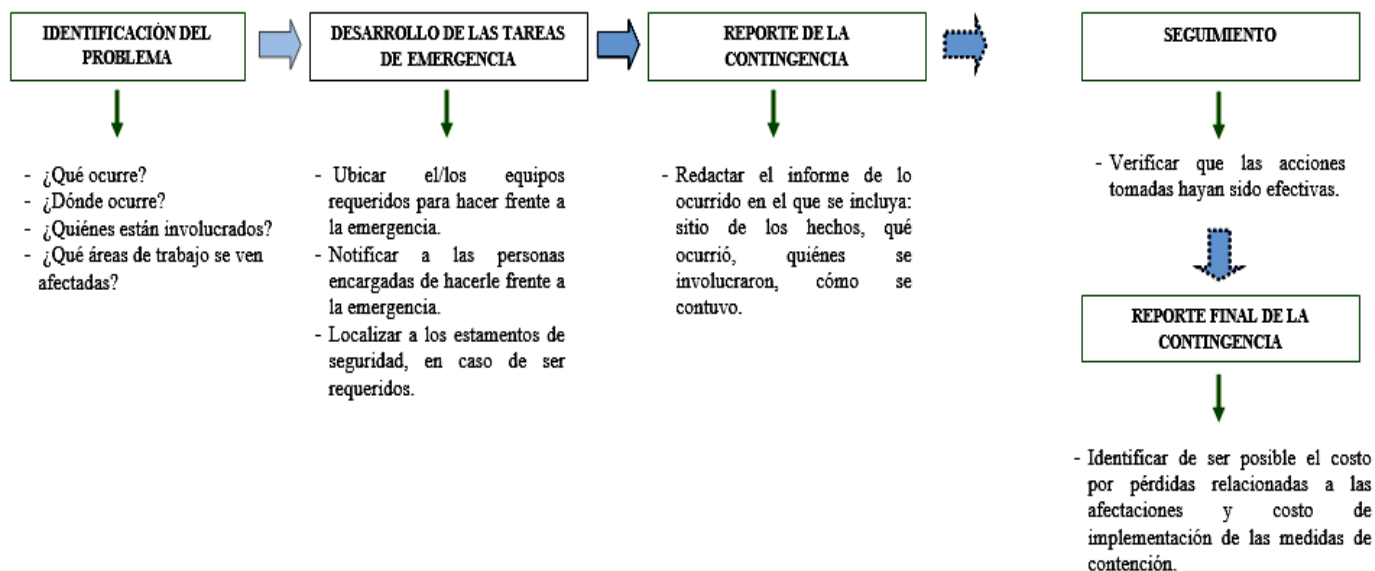 IDENTIFICACIÓN DEL
PROBLEMA
- ¿Qué ocurre?
- ¿Dónde ocurre?
- ¿Quiénes están involucrados?
- ¿Qué áreas de trabajo se ven
afectadas?
DESARROLLO DE LAS TAREAS
DE EMERGENCIA
- Ubicar el/los equipos
requeridos para hacer frente a
la emergencia.
- Notificar a las personas
encargadas de hacerle frente a
la emergencia.
- Localizar a los estamentos de
seguridad, en caso de ser
requeridos.
REPORTE DE LA
CONTINGENCIA
- Redactar el informe de lo
ocurrido en el que se incluya:
sitio de los hechos, qué
ocurrió, quiénes se
involucraron, cómo se
contuvo.
SEGUIMIENTO
- Verificar que las acciones
tomadas hayan sido efectivas.
REPORTE FINAL DE LA
CONTINGENCIA
- Identificar de ser posible el costo
por pérdidas relacionadas a las
afectaciones y costo de
implementación de las medidas de
contención.